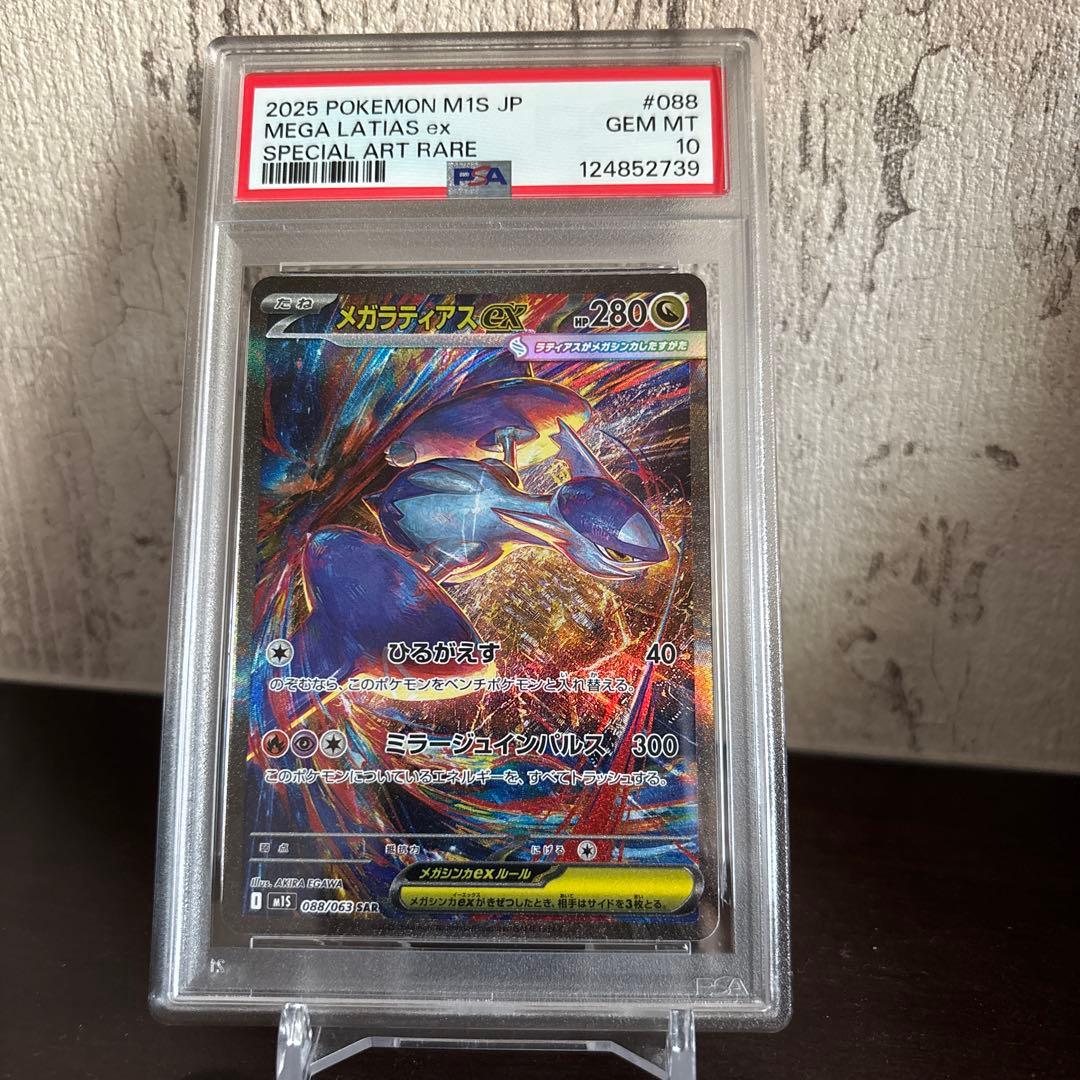 2025 POKEMON M1S JP #088
MEGA LATIAS ex GEM MT
SPECIAL ART RARE 10
PSA 124852739
たね メガラティアスex HP280
ラティアスがメガシンカしたすがた
ひるがえす 40
のぞむなら、このポケモンをベンチポケモンと入れ替える。
ミラージュインパルス 300
このポケモンについているエネルギーを、すべてトラッシュする。
弱点 抵抗力 にげる
メガシンカexルール
メガシンカexがきぜつしたとき、相手はサイドを3枚とる。
Illus. AKIRA EGAWA
I M1S 088/063 SAR
PSA